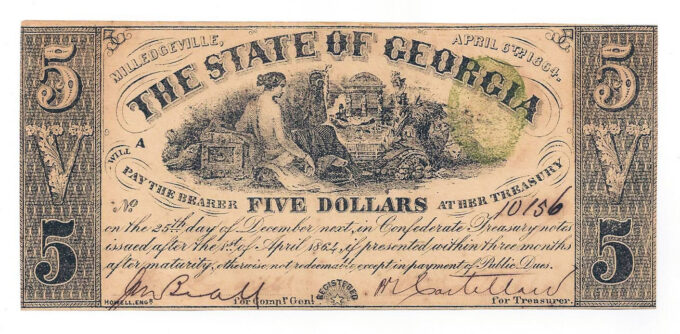 MILLEDGEVILLE, APRIL 6TH 1864.
THE STATE OF GEORGIA
5 5
V V
WILL A
PAY THE BEARER FIVE DOLLARS AT HER TREASURY
No 10156
on the 25th day of December next, in Confederate Treasury notes
issued after the 1st of April 1864, if presented within three months
after maturity, otherwise not redeemable except in payment of Public Dues.
5 5
REGISTERED
HOWELL, ENGR. for Compt. Genl. for Treasurer.